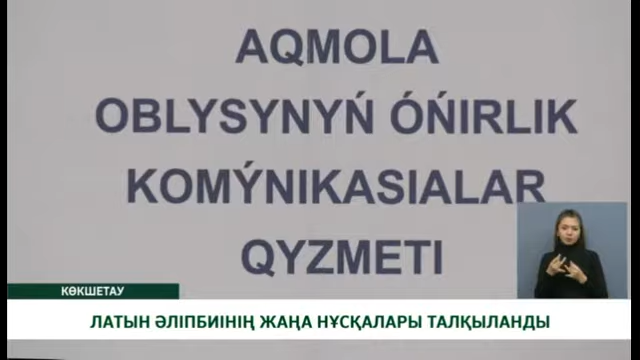 AQMOLA
OBLYSYNYŃ ÓŃIRLIK
KOMÝNIKASIALAR
QYZMETI
КӨКШЕТАУ
ЛАТЫН ӘЛІПБИІНІҢ ЖАҢА НҰСҚАЛАРЫ ТАЛҚЫЛАНДЫ